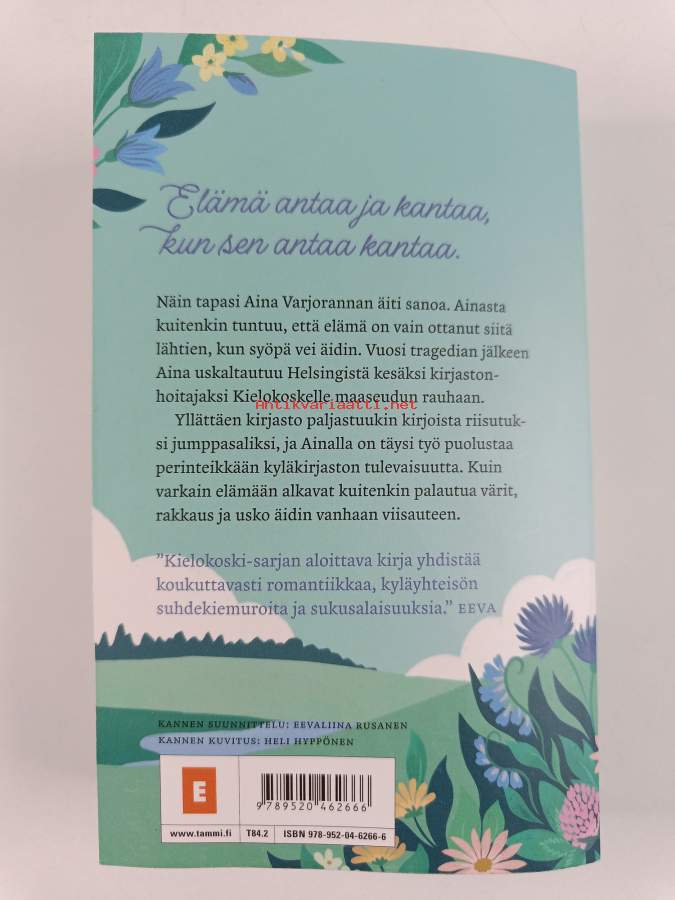 Elämä antaa ja kantaa,
kun sen antaa kantaa.
Näin tapasi Aina Varjorannan äiti sanoa. Ainasta
kuitenkin tuntuu, että elämä on vain ottanut siitä
lähtien, kun syöpä vei äidin. Vuosi tragedian jälkeen
Aina uskaltautuu Helsingistä kesäksi kirjaston-
hoitajaksi Kielokoskelle maaseudun rauhaan.
Antikvariaatti.net
Yllättäen kirjasto paljastuukin kirjoista riisutuk-
si jumppasaliksi, ja Ainalla on täysi työ puolustaa
perinteikkään kyläkirjaston tulevaisuutta. Kuin
varkain elämään alkavat kuitenkin palautua värit,
rakkaus ja usko äidin vanhaan viisauteen.
”Kielokoski-sarjan aloittava kirja yhdistää
koukuttavasti romantiikkaa, kyläyhteisön
suhdekiemuroita ja sukusalaisuuksia.” EEVA
KANNEN SUUNNITTELU: EEVALIINA RUSANEN
KANNEN KUVITUS: HELI HYPPÖNEN
E
9 789520 462666
www.tammi.fi T84.2 ISBN 978-952-04-6266-6